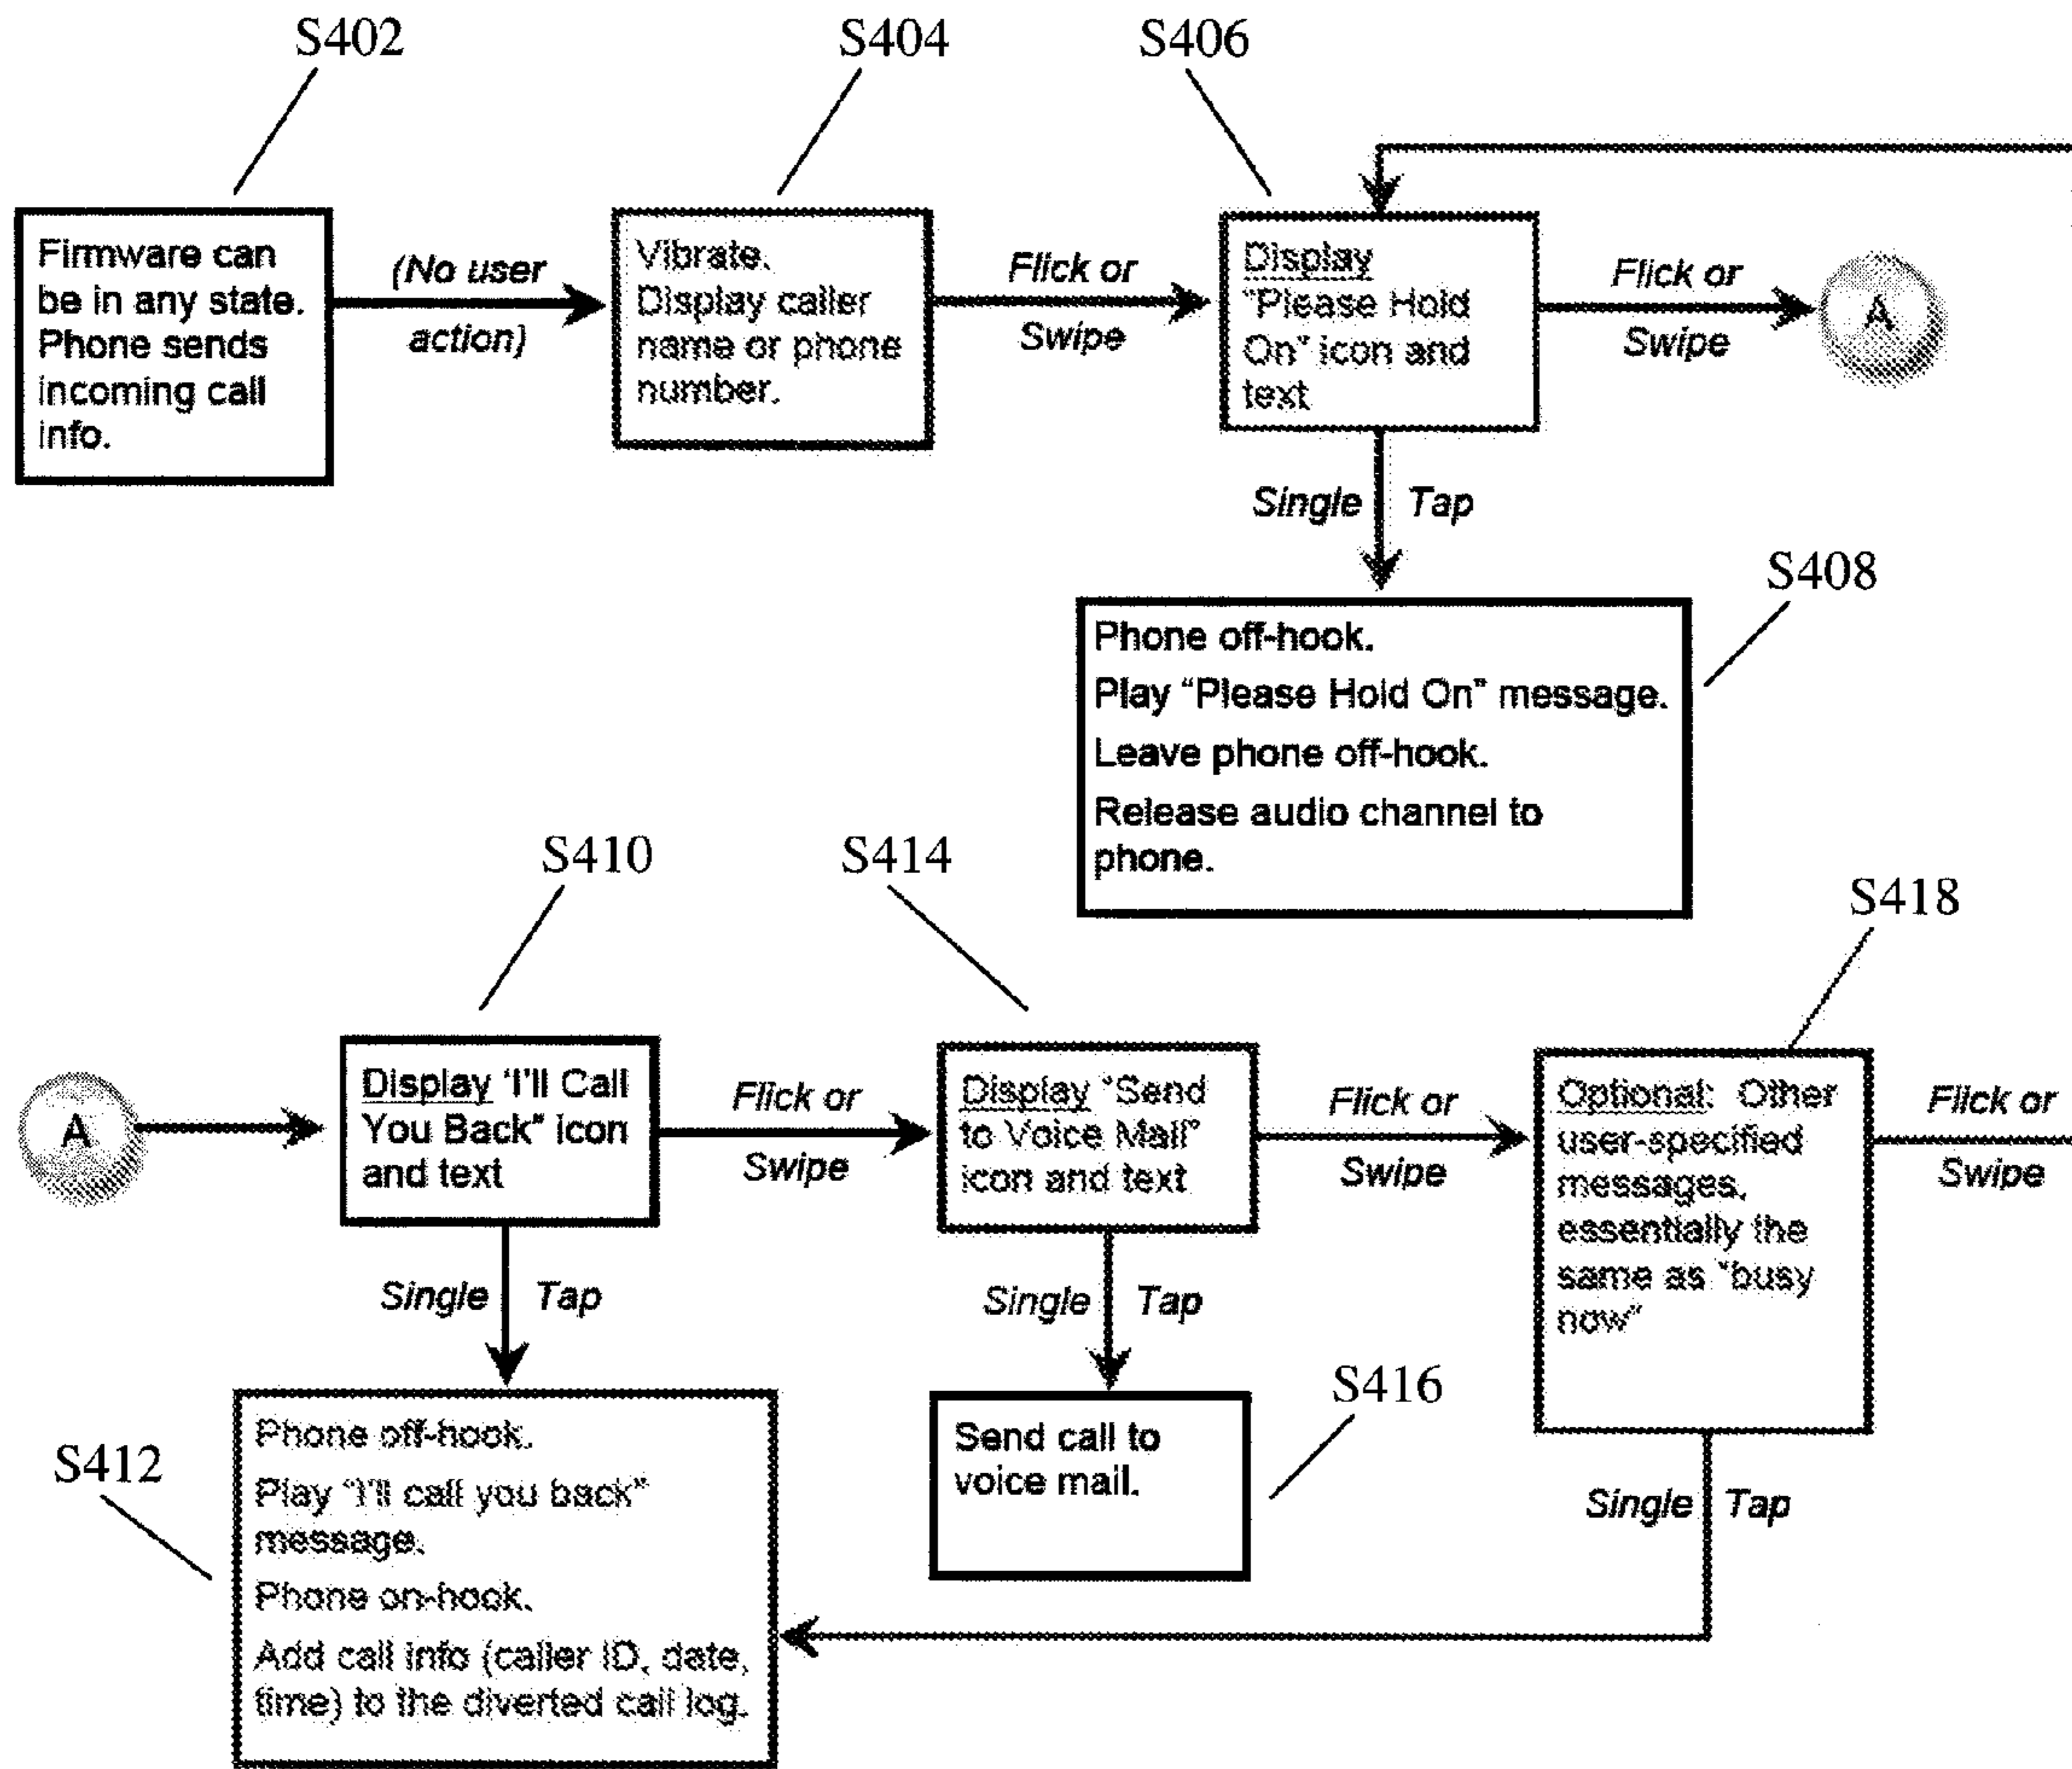 S402
S404
S406
Firmware can
be in any state.
Phone sends
incoming call
info.
(No user
action)
Vibrate.
Display caller
name or phone
number.
Flick or
Swipe
Display
"Please Hold
On" icon and
text
Flick or
Swipe
A
Single Tap
S408
Phone off-hook.
Play "Please Hold On" message.
Leave phone off-hook.
Release audio channel to
phone.
S410
S414
S418
A
Display 'I'll Call
You Back" icon
and text
Flick or
Swipe
Display "Send
to Voice Mail"
icon and text
Flick or
Swipe
Optional: Other
user-specified
messages,
essentially the
same as "busy
now"
Flick or
Swipe
Single Tap
Single Tap
Single Tap
S412
Phone off-hook.
Play "I'll call you back"
message.
Phone on-hook.
Add call info (caller ID, date,
time) to the diverted call log.
Send call to
voice mail.
S416